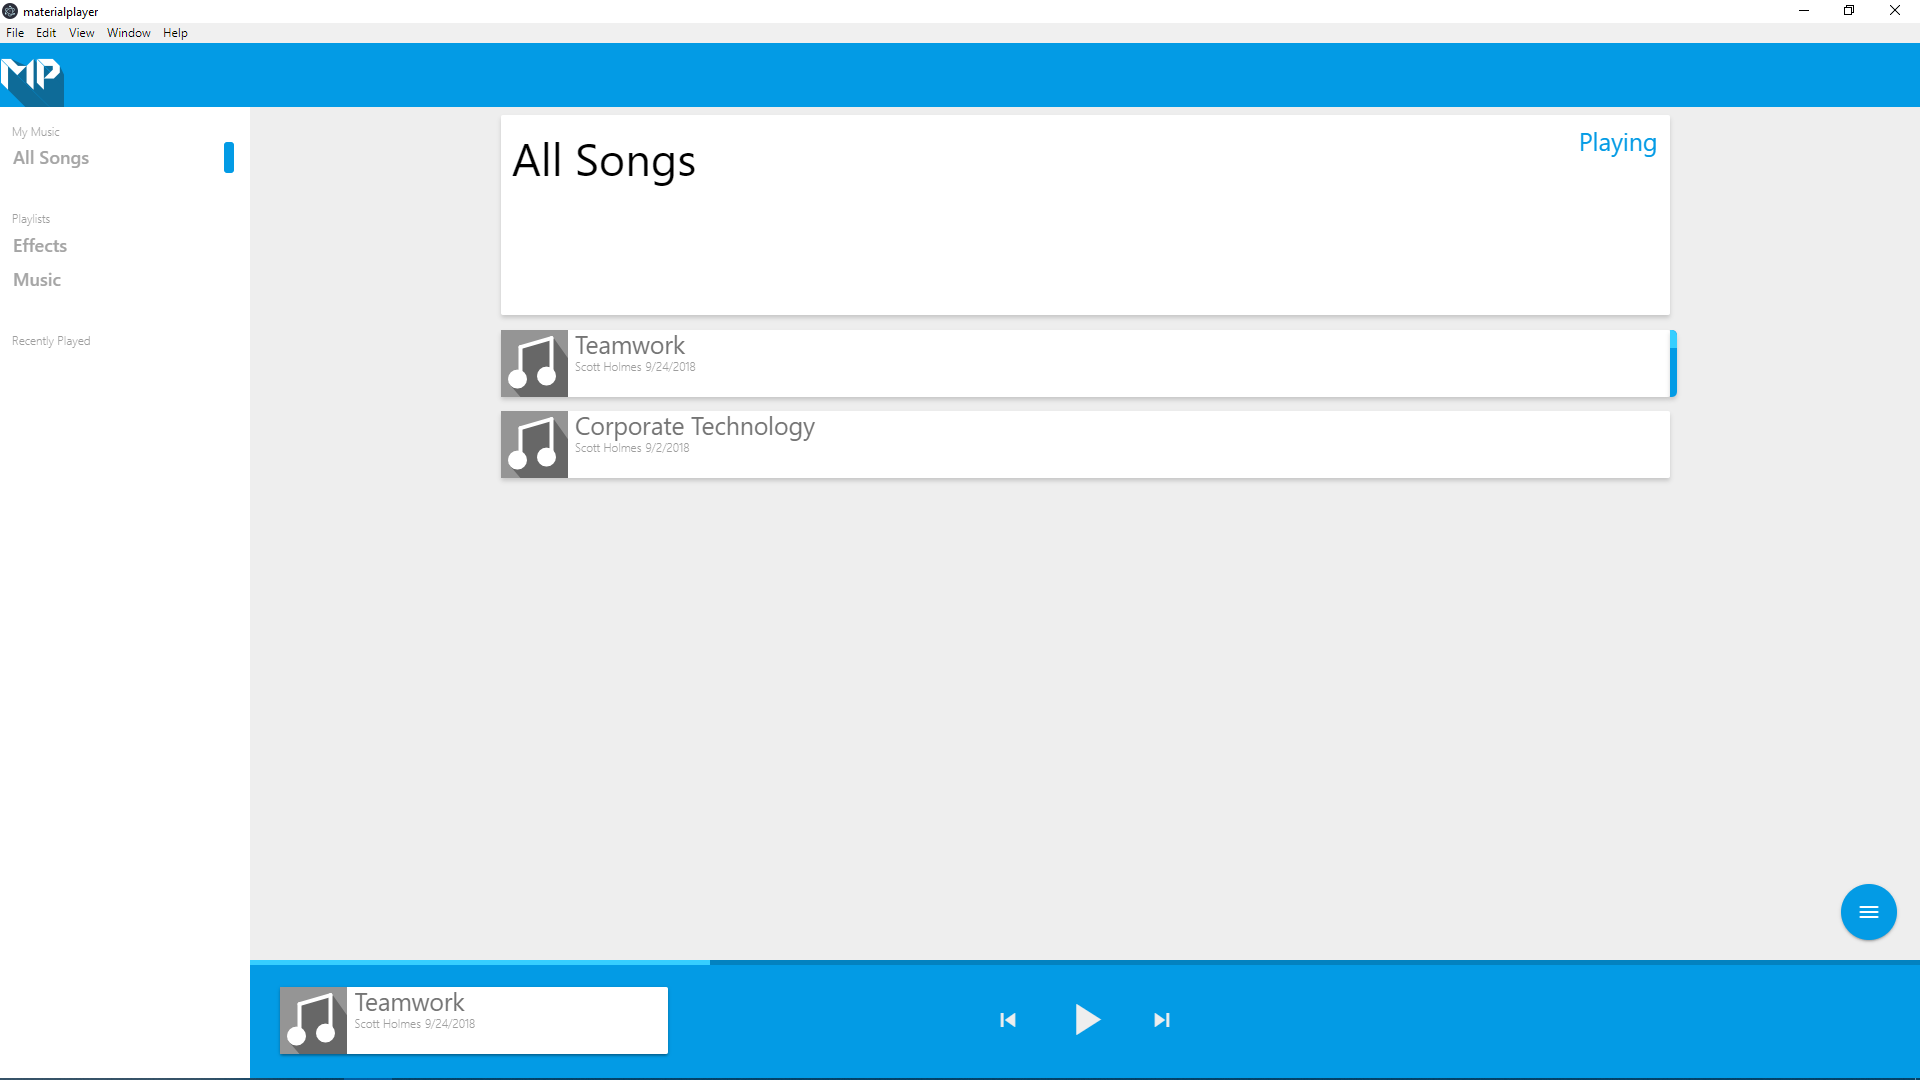 materialplayer
File Edit View Window Help
MP
My Music
All Songs
Playlists
Effects
Music
Recently Played
All Songs
Playing
Teamwork
Scott Holmes 9/24/2018
Corporate Technology
Scott Holmes 9/2/2018
Teamwork
Scott Holmes 9/24/2018